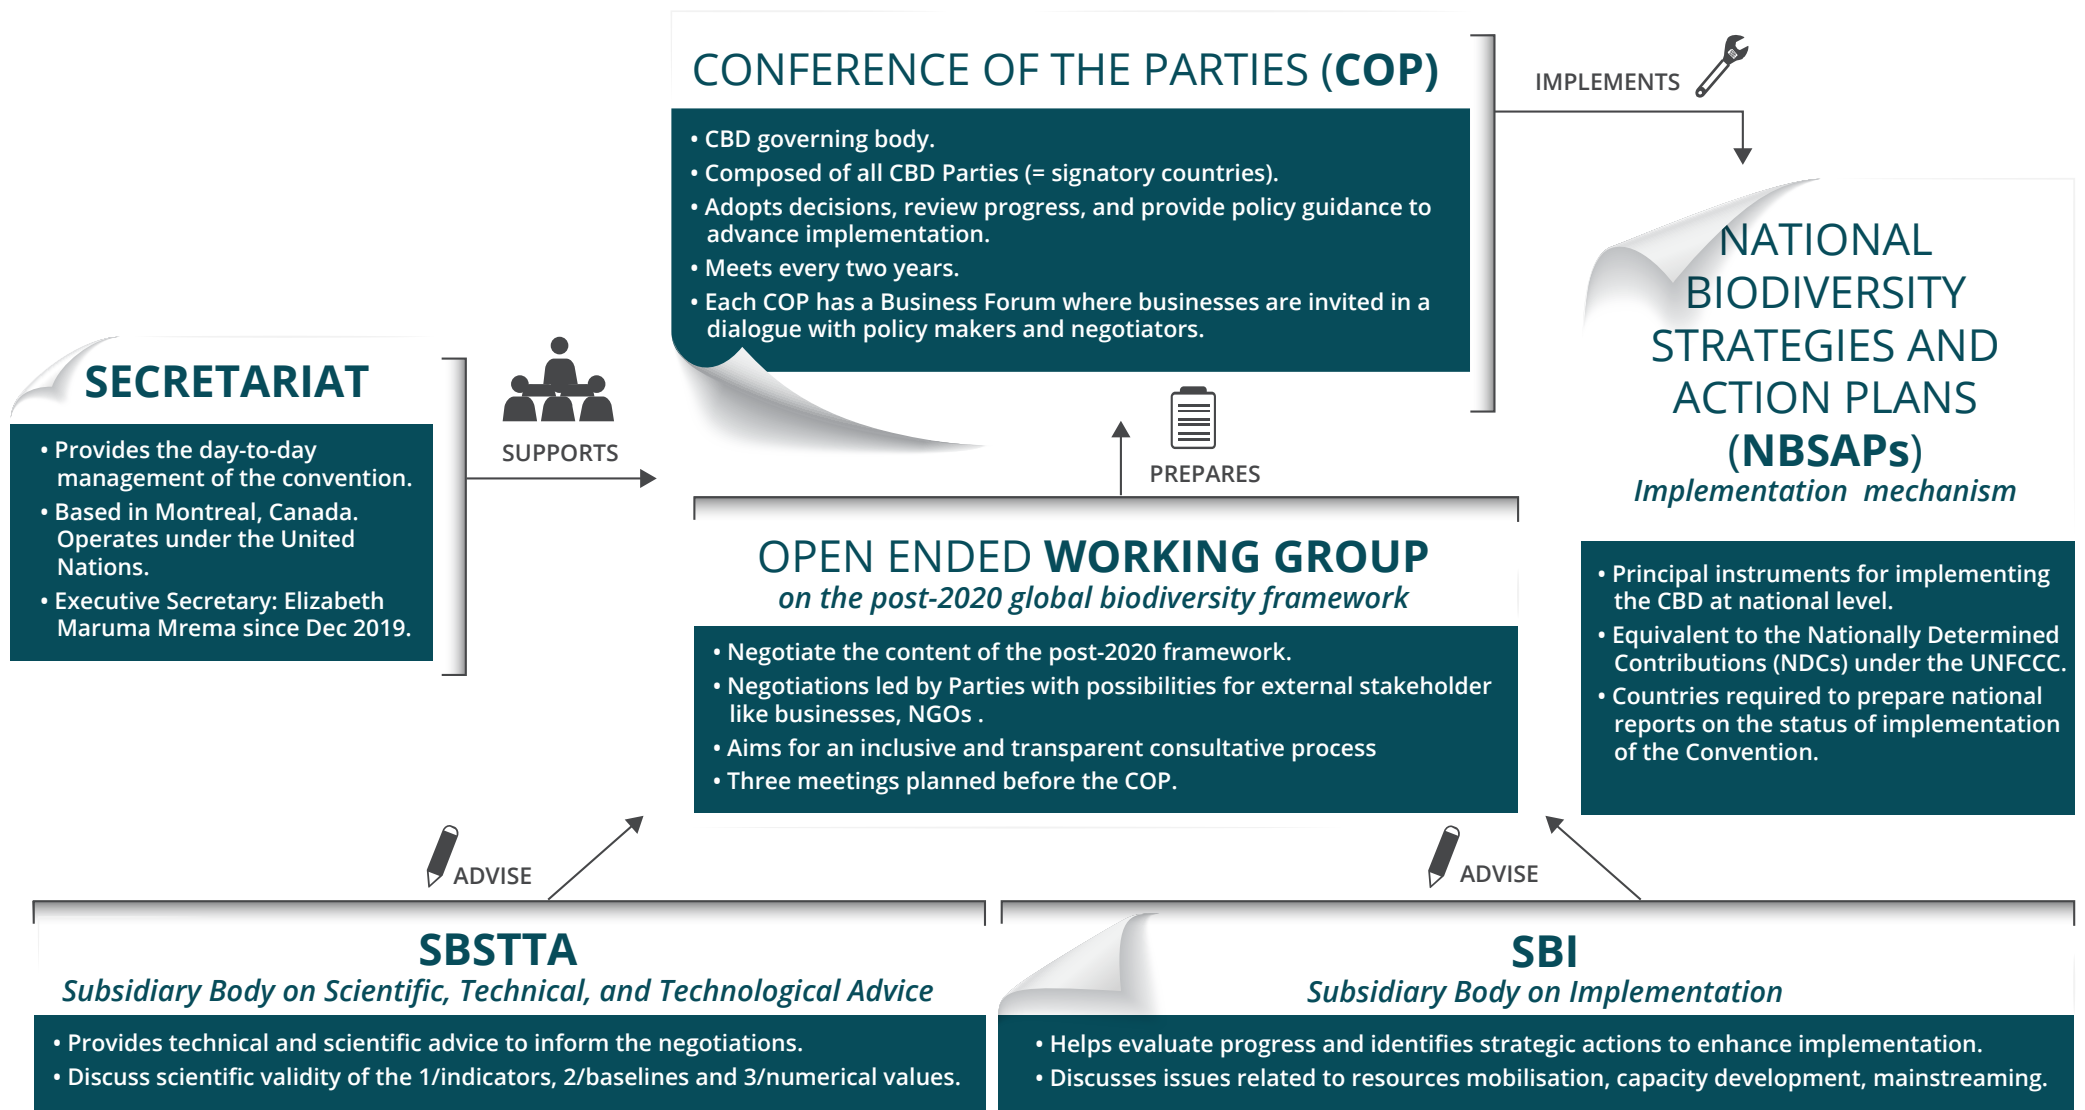 CONFERENCE OF THE PARTIES (COP)
• CBD governing body.
• Composed of all CBD Parties (= signatory countries).
• Adopts decisions, review progress, and provide policy guidance to
advance implementation.
• Meets every two years.
• Each COP has a Business Forum where businesses are invited in a
dialogue with policy makers and negotiators.
IMPLEMENTS
NATIONAL
BIODIVERSITY
STRATEGIES AND
ACTION PLANS
(NBSAPs)
Implementation mechanism
• Principal instruments for implementing
the CBD at national level.
• Equivalent to the Nationally Determined
Contributions (NDCs) under the UNFCCC.
• Countries required to prepare national
reports on the status of implementation
of the Convention.
SECRETARIAT
• Provides the day-to-day
management of the convention.
• Based in Montreal, Canada.
Operates under the United
Nations.
• Executive Secretary: Elizabeth
Maruma Mrema since Dec 2019.
SUPPORTS
PREPARES
OPEN ENDED WORKING GROUP
on the post-2020 global biodiversity framework
• Negotiate the content of the post-2020 framework.
• Negotiations led by Parties with possibilities for external stakeholder
like businesses, NGOs .
• Aims for an inclusive and transparent consultative process
• Three meetings planned before the COP.
ADVISE
ADVISE
SBSTTA
Subsidiary Body on Scientific, Technical, and Technological Advice
• Provides technical and scientific advice to inform the negotiations.
• Discuss scientific validity of the 1/indicators, 2/baselines and 3/numerical values.
SBI
Subsidiary Body on Implementation
• Helps evaluate progress and identifies strategic actions to enhance implementation.
• Discusses issues related to resources mobilisation, capacity development, mainstreaming.